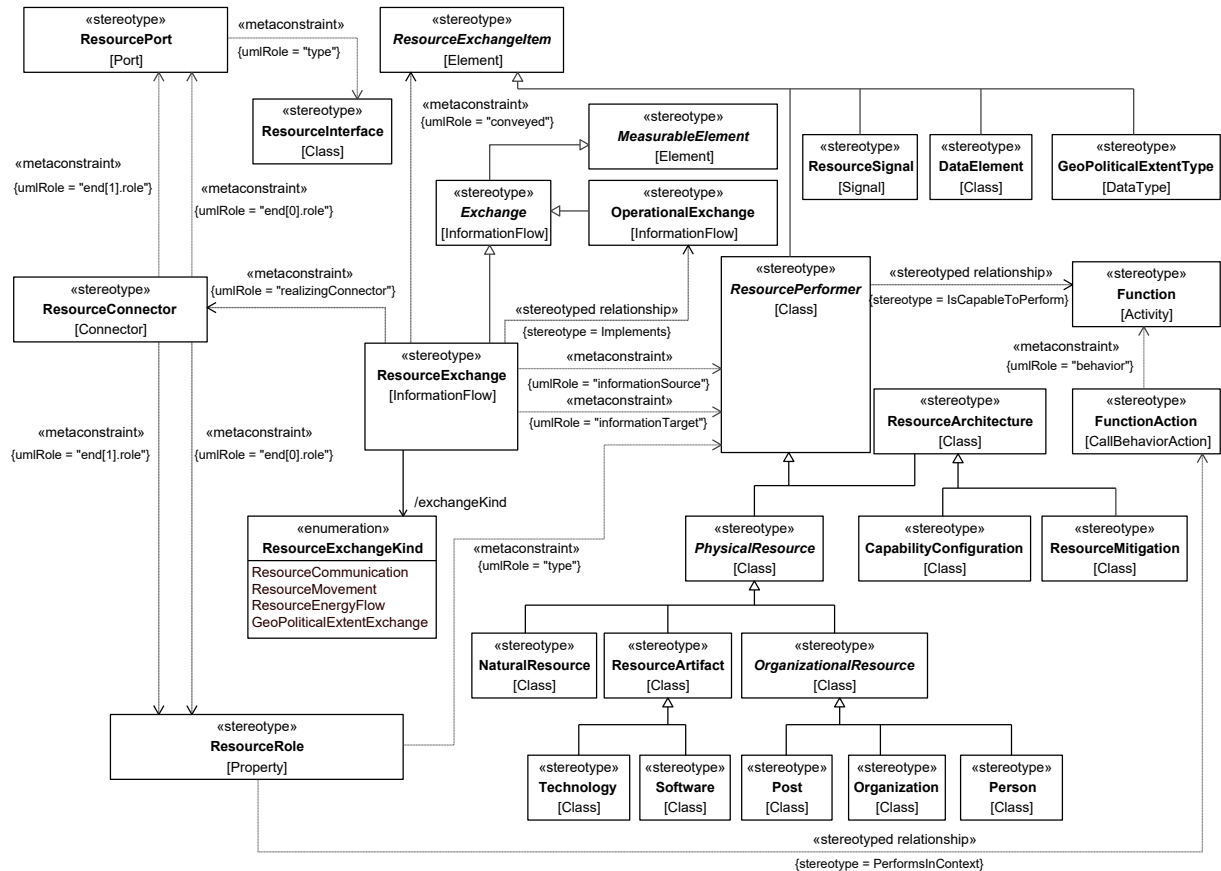 «stereotype»
ResourcePort
[Port]
«metaconstraint»
{umlRole = "type"}
«stereotype»
ResourceInterface
[Class]
«stereotype»
ResourceExchangeItem
[Element]
«metaconstraint»
{umlRole = "conveyed"}
«stereotype»
MeasurableElement
[Element]
«stereotype»
ResourceSignal
[Signal]
«stereotype»
DataElement
[Class]
«stereotype»
GeoPoliticalExtentType
[DataType]
«metaconstraint»
{umlRole = "end[1].role"}
«metaconstraint»
{umlRole = "end[0].role"}
«stereotype»
Exchange
[InformationFlow]
«stereotype»
OperationalExchange
[InformationFlow]
«stereotype»
ResourceConnector
[Connector]
«metaconstraint»
{umlRole = "realizingConnector"}
«stereotyped relationship»
{stereotype = Implements}
«stereotype»
ResourcePerformer
[Class]
«stereotyped relationship»
{stereotype = IsCapableToPerform}
«stereotype»
Function
[Activity]
«stereotype»
ResourceExchange
[InformationFlow]
«metaconstraint»
{umlRole = "informationSource"}
«metaconstraint»
{umlRole = "informationTarget"}
«metaconstraint»
{umlRole = "behavior"}
«stereotype»
ResourceArchitecture
[Class]
«stereotype»
FunctionAction
[CallBehaviorAction]
«metaconstraint»
{umlRole = "end[1].role"}
«metaconstraint»
{umlRole = "end[0].role"}
/exchangeKind
«enumeration»
ResourceExchangeKind
ResourceCommunication
ResourceMovement
ResourceEnergyFlow
GeoPoliticalExtentExchange
«metaconstraint»
{umlRole = "type"}
«stereotype»
PhysicalResource
[Class]
«stereotype»
CapabilityConfiguration
[Class]
«stereotype»
ResourceMitigation
[Class]
«stereotype»
NaturalResource
[Class]
«stereotype»
ResourceArtifact
[Class]
«stereotype»
OrganizationalResource
[Class]
«stereotype»
ResourceRole
[Property]
«stereotype»
Technology
[Class]
«stereotype»
Software
[Class]
«stereotype»
Post
[Class]
«stereotype»
Organization
[Class]
«stereotype»
Person
[Class]
«stereotyped relationship»
{stereotype = PerformsInContext}